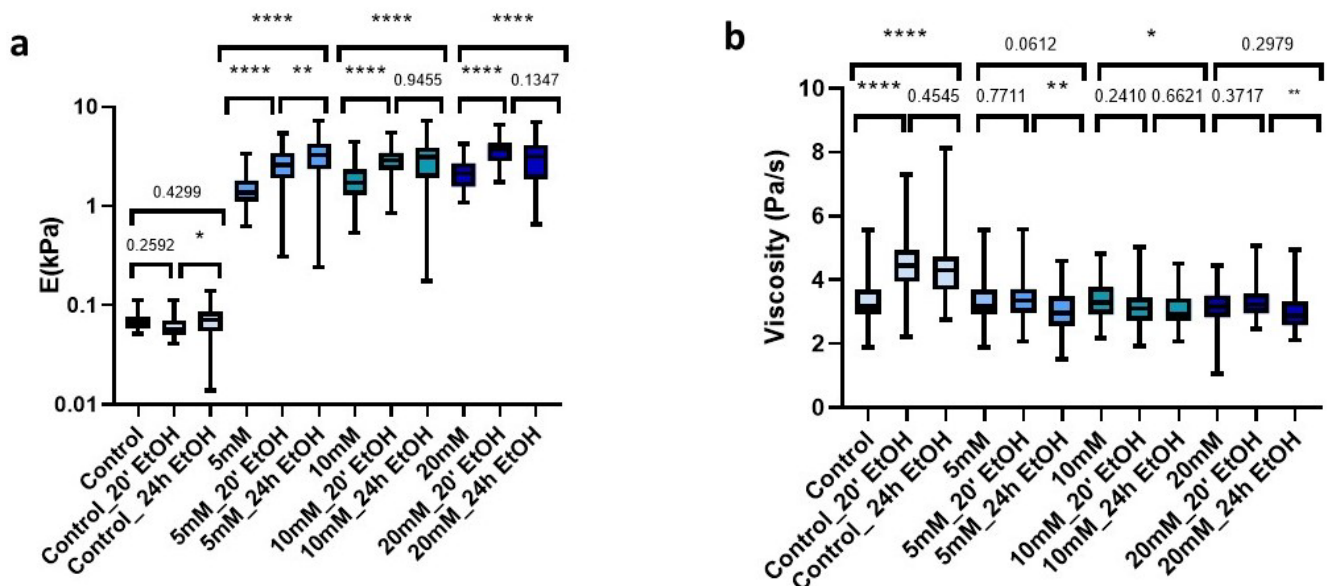 a
**** **** ****
**** ** **** 0.9455 **** 0.1347
0.4299
0.2592 *
E(kPa)
10
1
0.1
0.01
Control
Control_20' EtOH
Control_ 24h EtOH
5mM
5mM_20' EtOH
5mM_24h EtOH
10mM
10mM_20' EtOH
10mM_24h EtOH
20mM
20mM_20' EtOH
20mM_24h EtOH
b
**** 0.0612 * 0.2979
**** 0.4545 0.7711 ** 0.2410 0.6621 0.3717 **
Viscosity (Pa/s)
10
8
6
4
2
0
Control
Control_20' EtOH
Control_ 24h EtOH
5mM
5mM_20' EtOH
5mM_24h EtOH
10mM
10mM_20' EtOH
10mM_24h EtOH
20mM
20mM_20' EtOH
20mM_24h EtOH